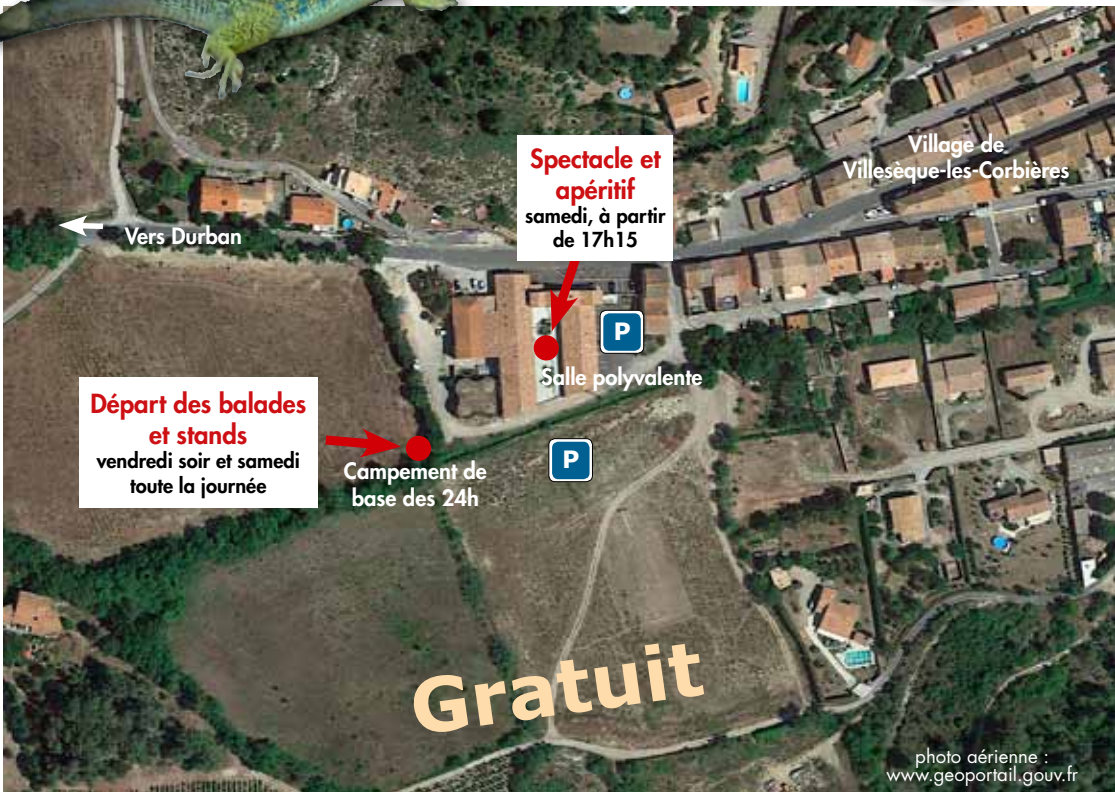 Spectacle et
apéritif
samedi, à partir
de 17h15
Village de
Villesèque-les-Corbières
Vers Durban
P
Salle polyvalente
Départ des balades
et stands
vendredi soir et samedi
toute la journée
P
Campement de
base des 24h
Gratuit
photo aérienne :
www.geoportail.gouv.fr